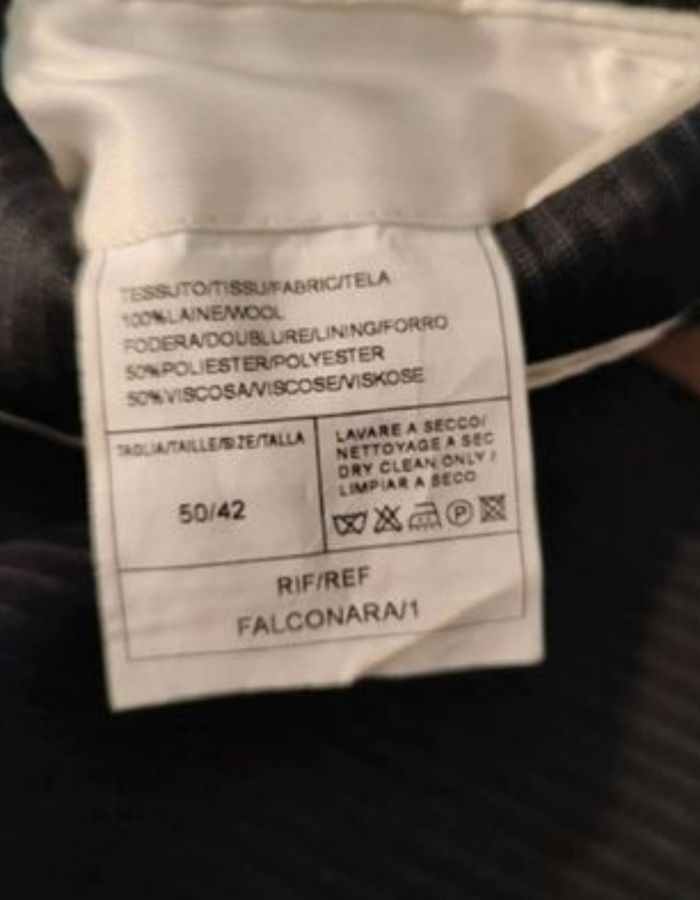 TESSUTO/TISSU/FABRIC/TELA
100%LAINE/WOOL
FODERA/DOUBLURE/LINING/FORRO
50%POLIESTER/POLYESTER
50%VISCOSA/VISCOSE/VISKOSE
TAGLIA/TAILLE/SIZE/TALLA
50/42
LAVARE A SECCO/
NETTOYAGE A SEC
DRY CLEAN ONLY /
LIMPIAR A SECO
P
RIF/REF
FALCONARA/1